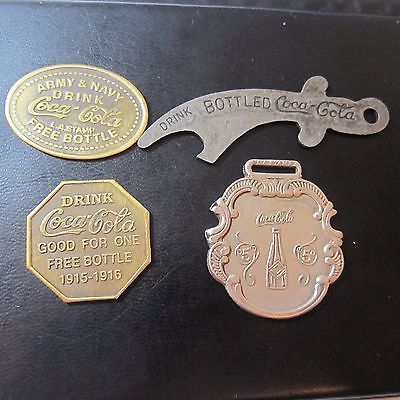 ARMY & NAVY
DRINK
Coca-Cola
L.A.STAMP
FREE BOTTLE
DRINK BOTTLED Coca-Cola
DRINK
Coca-Cola
GOOD FOR ONE
FREE BOTTLE
1915-1916
Coca-Cola
5¢ 5¢